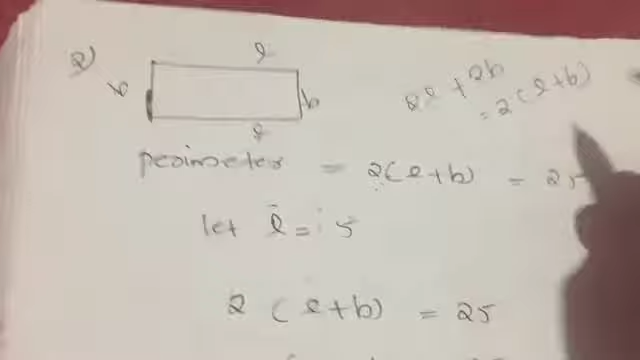 2)
l
b b
l
2l + 2b
= 2(l+b)
perimeter = 2(l+b) = 25
let l = 5
2 (l+b) = 25